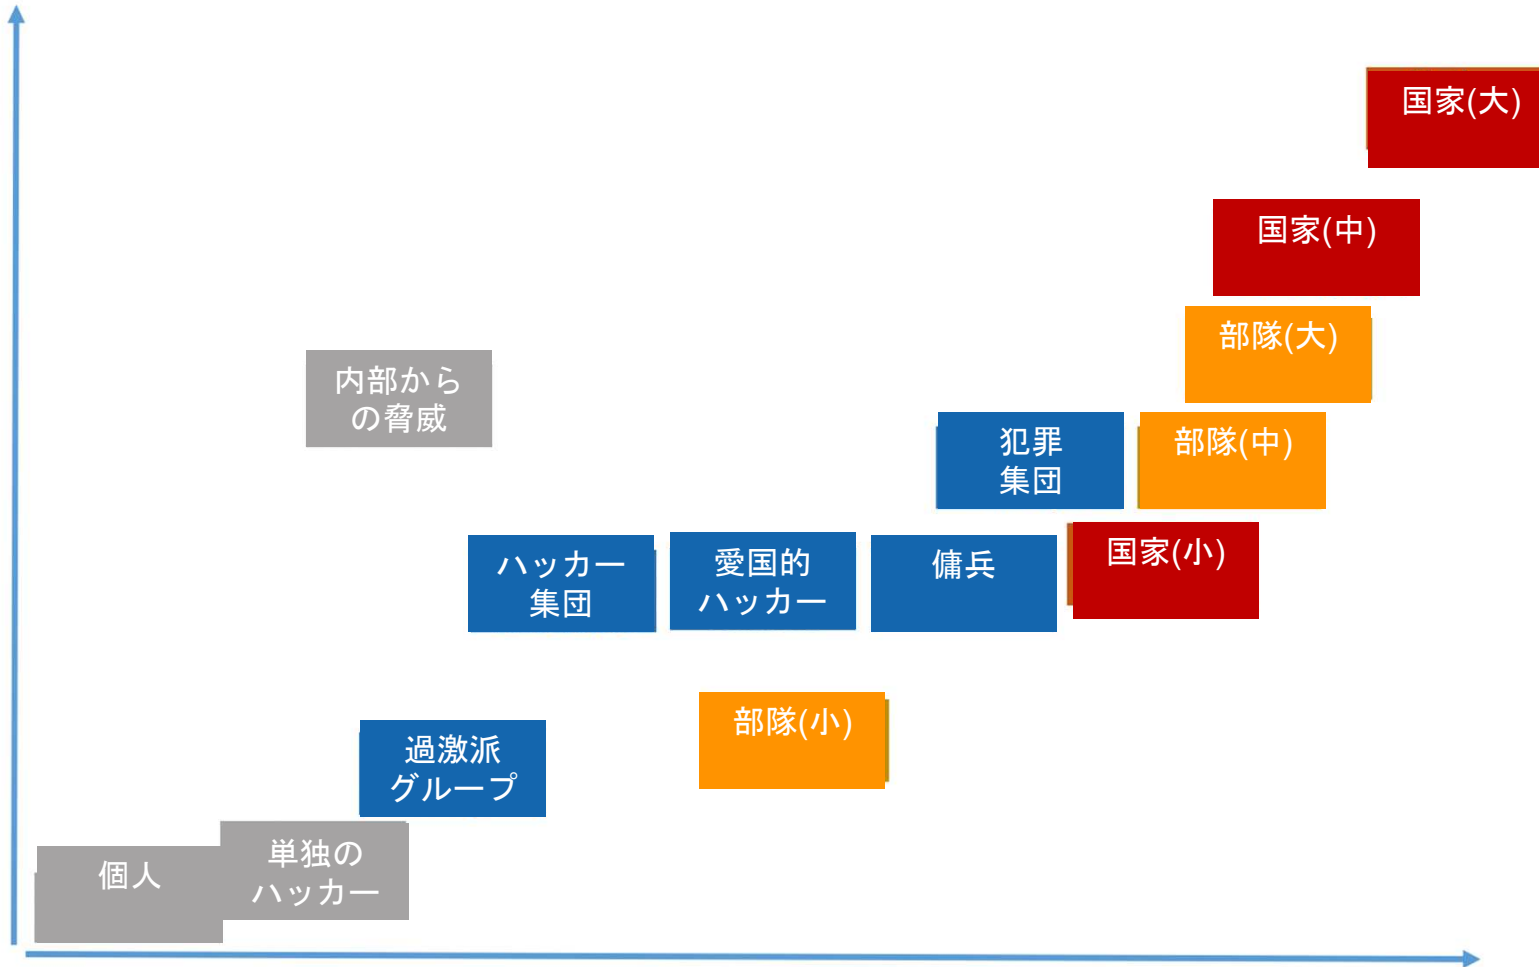 国家(大)
国家(中)
部隊(大)
内部から
の脅威
犯罪
集団
部隊(中)
ハッカー
集団
愛国的
ハッカー
傭兵
国家(小)
部隊(小)
過激派
グループ
個人
単独の
ハッカー